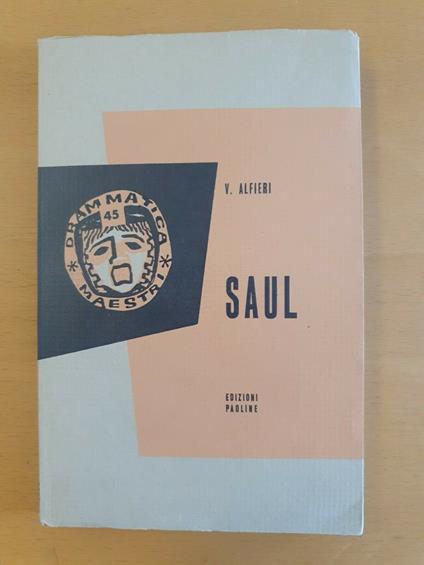 DRAMMATICA
45
* MAESTRI *
V. ALFIERI
SAUL
EDIZIONI
PAOLINE